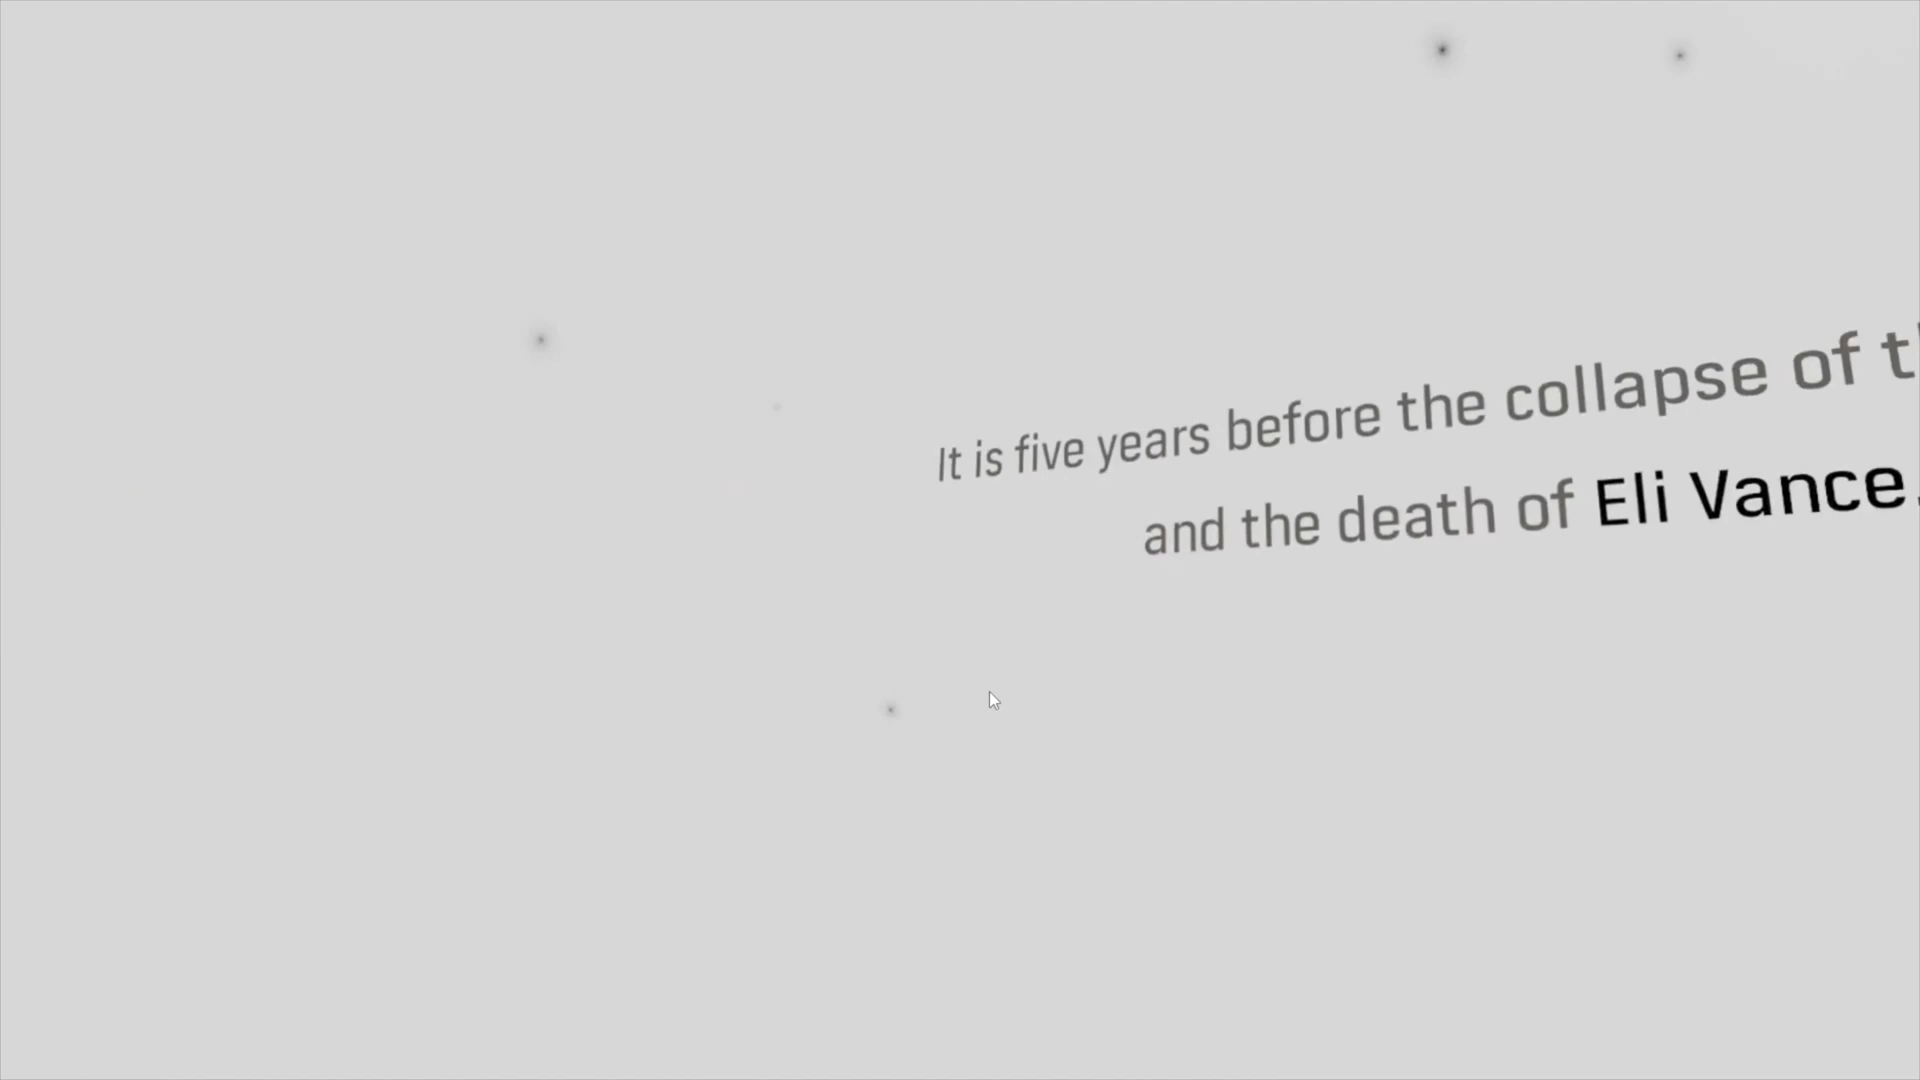 It is five years before the collapse of
and the death of Eli Vance.